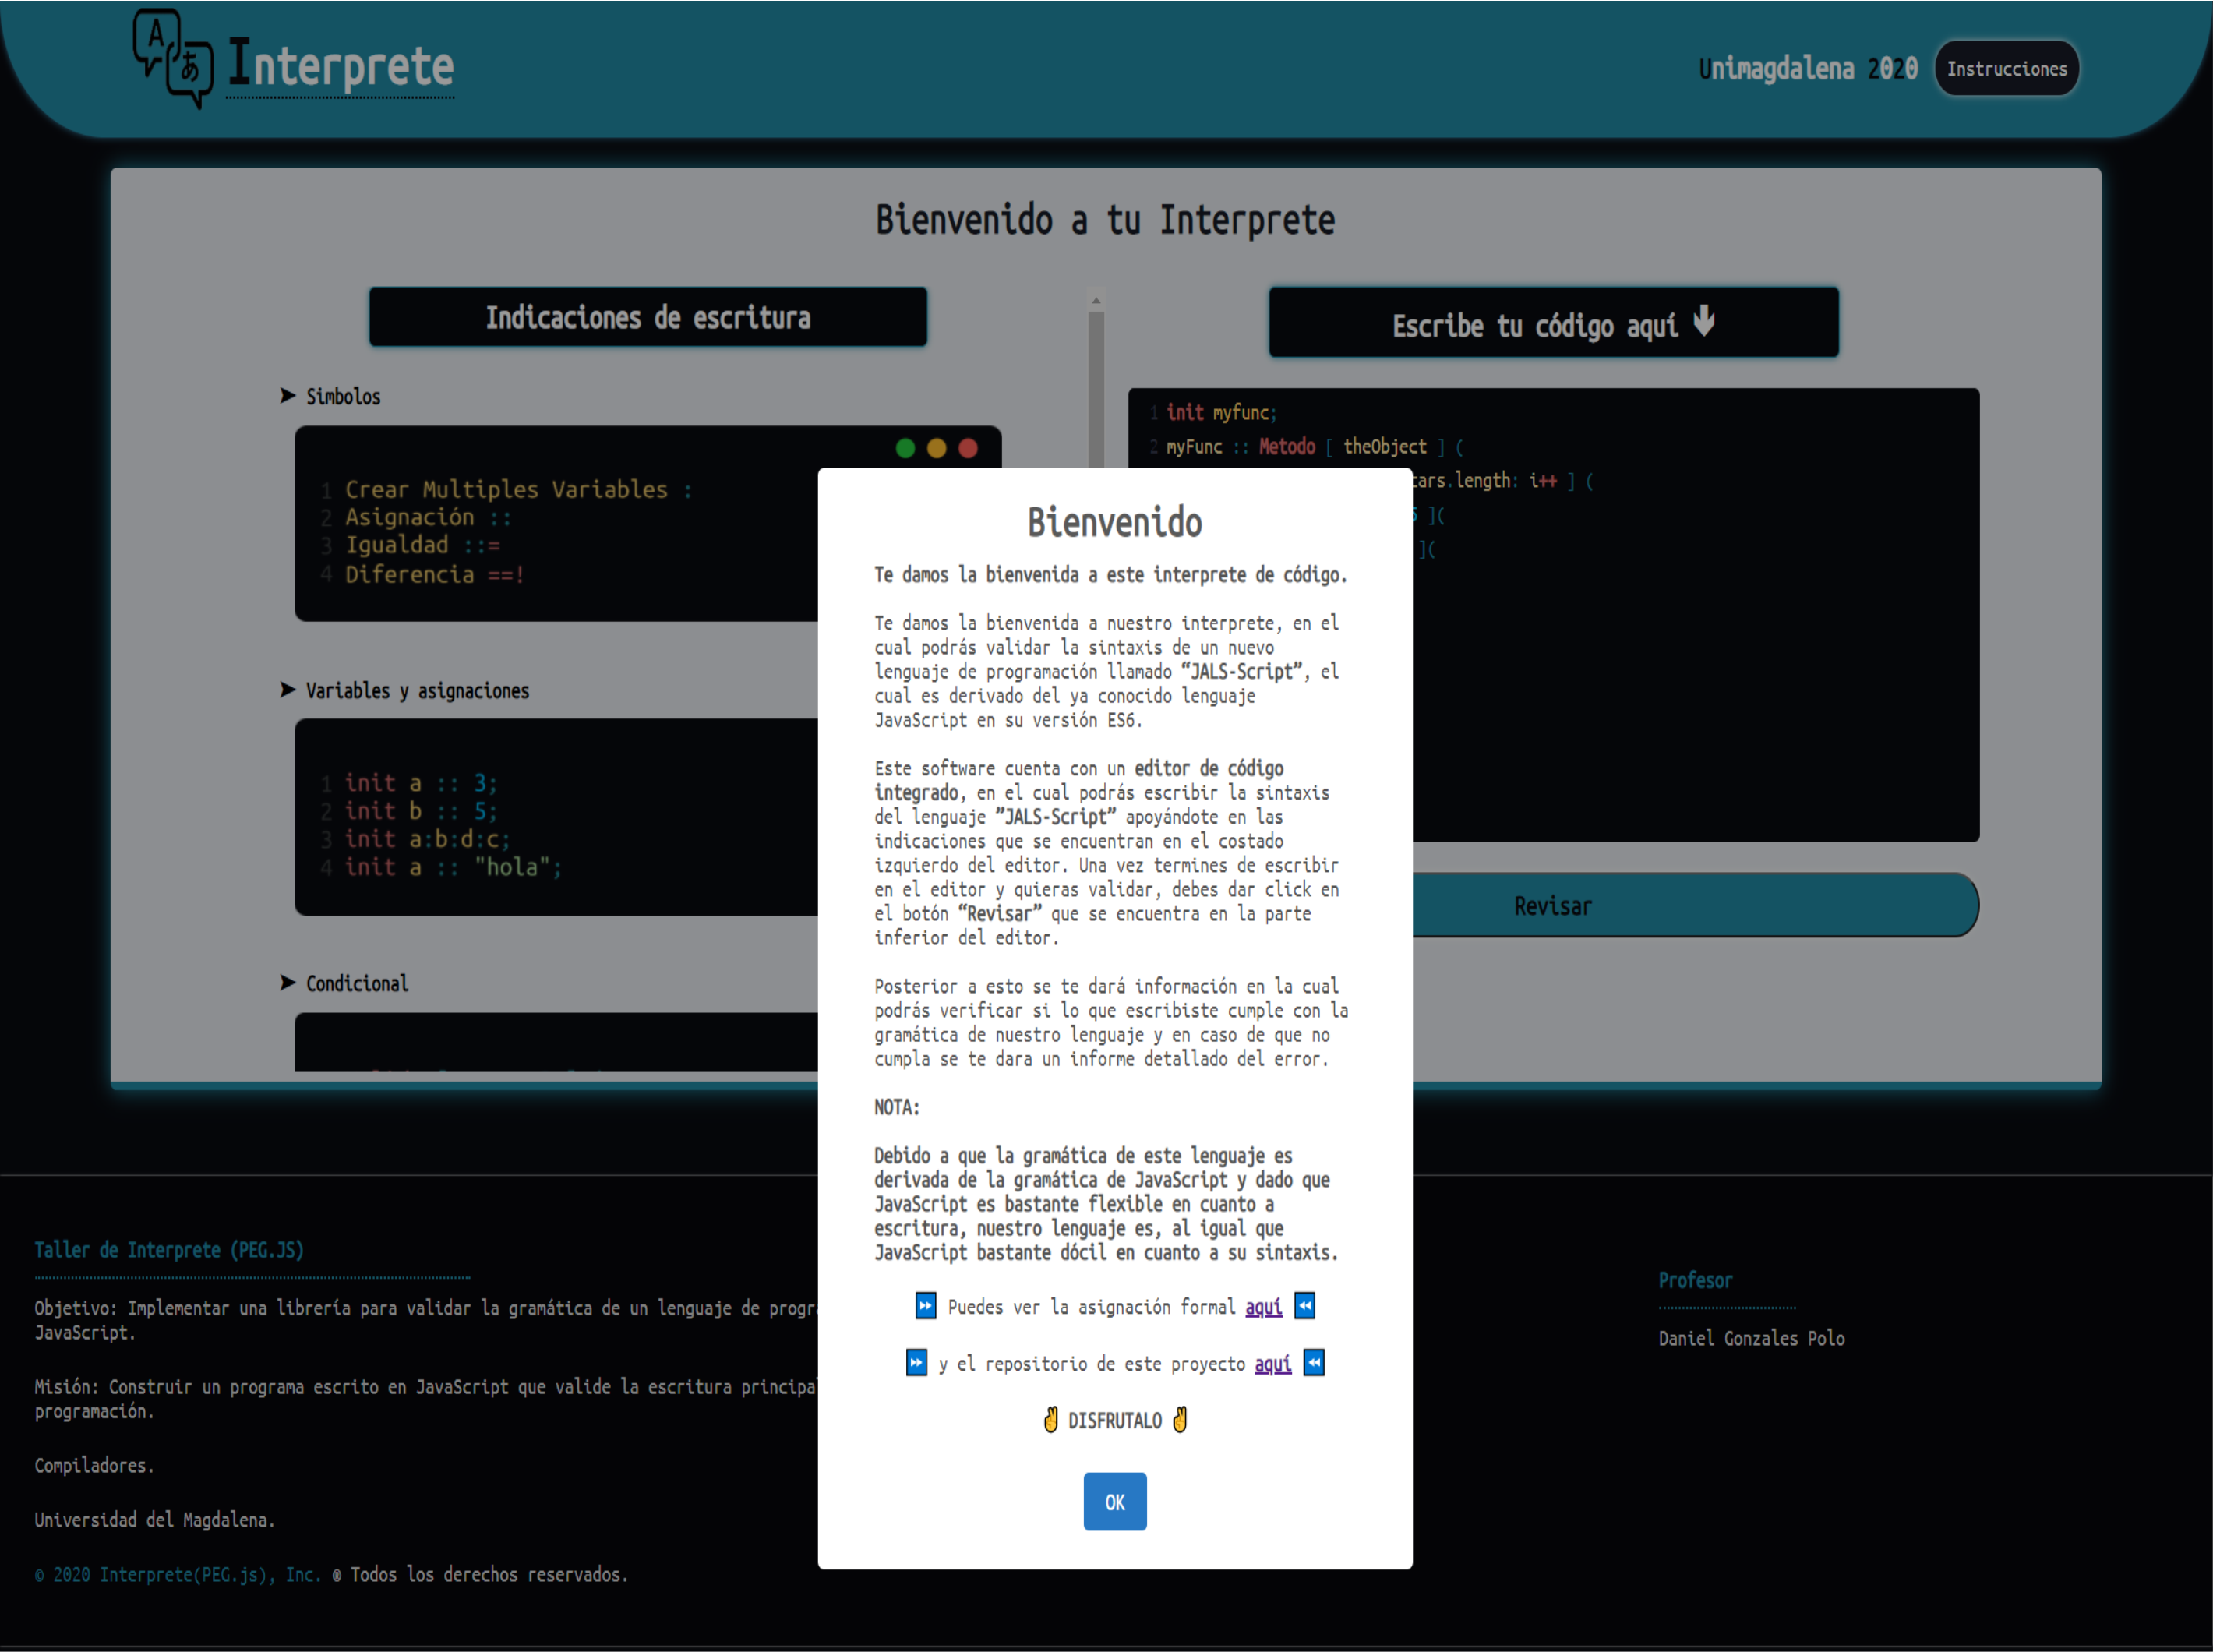 Interprete
Unimagdalena 2020
Instrucciones
Bienvenido a tu Interprete
Indicaciones de escritura
➤ Simbolos
1 Crear Multiples Variables :
2 Asignación ::
3 Igualdad ::=
4 Diferencia ==!
➤ Variables y asignaciones
1 init a :: 3;
2 init b :: 5;
3 init a:b:d:c;
4 init a :: "hola";
➤ Condicional
Escribe tu código aquí
1 init myfunc;
2 myFunc :: Metodo [ theObject ] (
cars.length: i++ ] (
](
](
Revisar
Bienvenido
Te damos la bienvenida a este interprete de código.
Te damos la bienvenida a nuestro interprete, en el
cual podrás validar la sintaxis de un nuevo
lenguaje de programación llamado “JALS-Script”, el
cual es derivado del ya conocido lenguaje
JavaScript en su versión ES6.
Este software cuenta con un editor de código
integrado, en el cual podrás escribir la sintaxis
del lenguaje ”JALS-Script” apoyándote en las
indicaciones que se encuentran en el costado
izquierdo del editor. Una vez termines de escribir
en el editor y quieras validar, debes dar click en
el botón “Revisar” que se encuentra en la parte
inferior del editor.
Posterior a esto se te dará información en la cual
podrás verificar si lo que escribiste cumple con la
gramática de nuestro lenguaje y en caso de que no
cumpla se te dara un informe detallado del error.
NOTA:
Debido a que la gramática de este lenguaje es
derivada de la gramática de JavaScript y dado que
JavaScript es bastante flexible en cuanto a
escritura, nuestro lenguaje es, al igual que
JavaScript bastante dócil en cuanto a su sintaxis.
⏩ Puedes ver la asignación formal aquí ⏪
⏩ y el repositorio de este proyecto aquí ⏪
✌ DISFRUTALO ✌
OK
Taller de Interprete (PEG.JS)
Objetivo: Implementar una librería para validar la gramática de un lenguaje de progr
JavaScript.
Misión: Construir un programa escrito en JavaScript que valide la escritura principa
programación.
Compiladores.
Universidad del Magdalena.
© 2020 Interprete(PEG.js), Inc. ® Todos los derechos reservados.
Profesor
Daniel Gonzales Polo